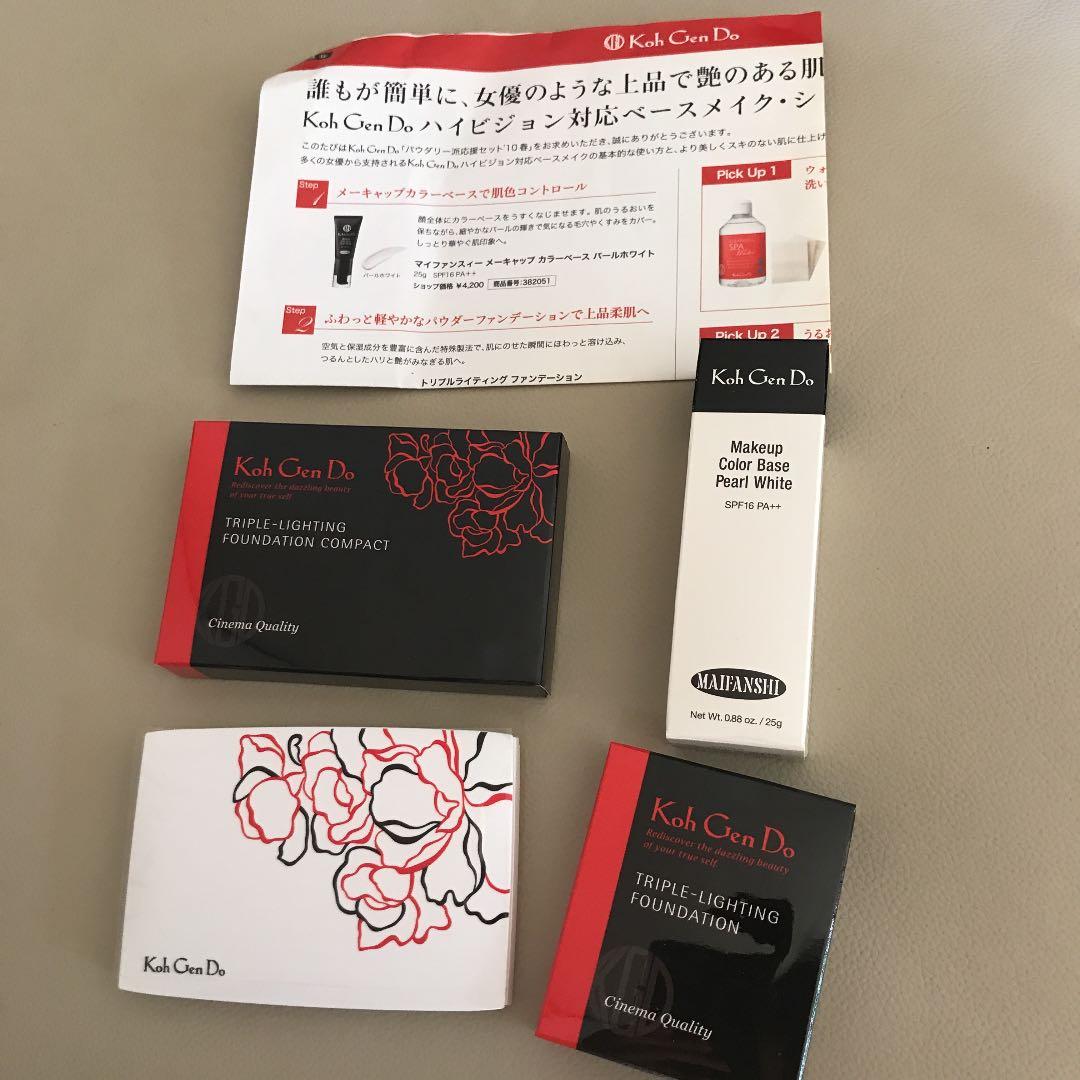 Koh Gen Do
誰もが簡単に、女優のような上品で艶のある肌
Koh Gen Do ハイビジョン対応ベースメイク・シ
このたびはKoh Gen Do「パウダリー派応援セット'10春」をお求めいただき、誠にありがとうございます。
多くの女優から支持されるKoh Gen Doハイビジョン対応ベースメイクの基本的な使い方と、より美しくスキのない肌に仕上げ
Step 1
メーキャップカラーベースで肌色コントロール
顔全体にカラーベースをうすくなじませます。肌のうるおいを
保ちながら、細やかなパールの輝きで気になる毛穴やくすみをカバー。
しっとり華やぐ肌印象へ。
パールホワイト
マイファンスィー メーキャップ カラーベース パールホワイト
25g SPF16 PA++
ショップ価格 ¥4,200 商品番号:382051
Step 2
ふわっと軽やかなパウダーファンデーションで上品柔肌へ
空気と保湿成分を豊富に含んだ特殊製法で、肌にのせた瞬間にほわっと溶け込み、
つるんとしたハリと艶がみなぎる肌へ。
トリプルライティング ファンデーション
Pick Up 1
ウォ
洗い
SPA
Pick Up 2
うるお
Koh Gen Do
Makeup
Color Base
Pearl White
SPF16 PA++
MAIFANSHI
Net Wt. 0.88 oz. / 25g
Koh Gen Do
Rediscover the dazzling beauty
of your true self
TRIPLE-LIGHTING
FOUNDATION COMPACT
Cinema Quality
Koh Gen Do
Koh Gen Do
Rediscover the dazzling beauty
of your true self.
TRIPLE-LIGHTING
FOUNDATION
Cinema Quality